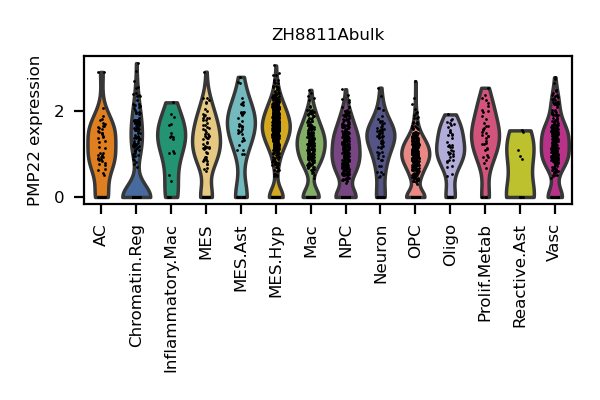 ZH8811Abulk
PMP22 expression
2
0
AC
Chromatin.Reg
Inflammatory.Mac
MES
MES.Ast
MES.Hyp
Mac
NPC
Neuron
OPC
Oligo
Prolif.Metab
Reactive.Ast
Vasc